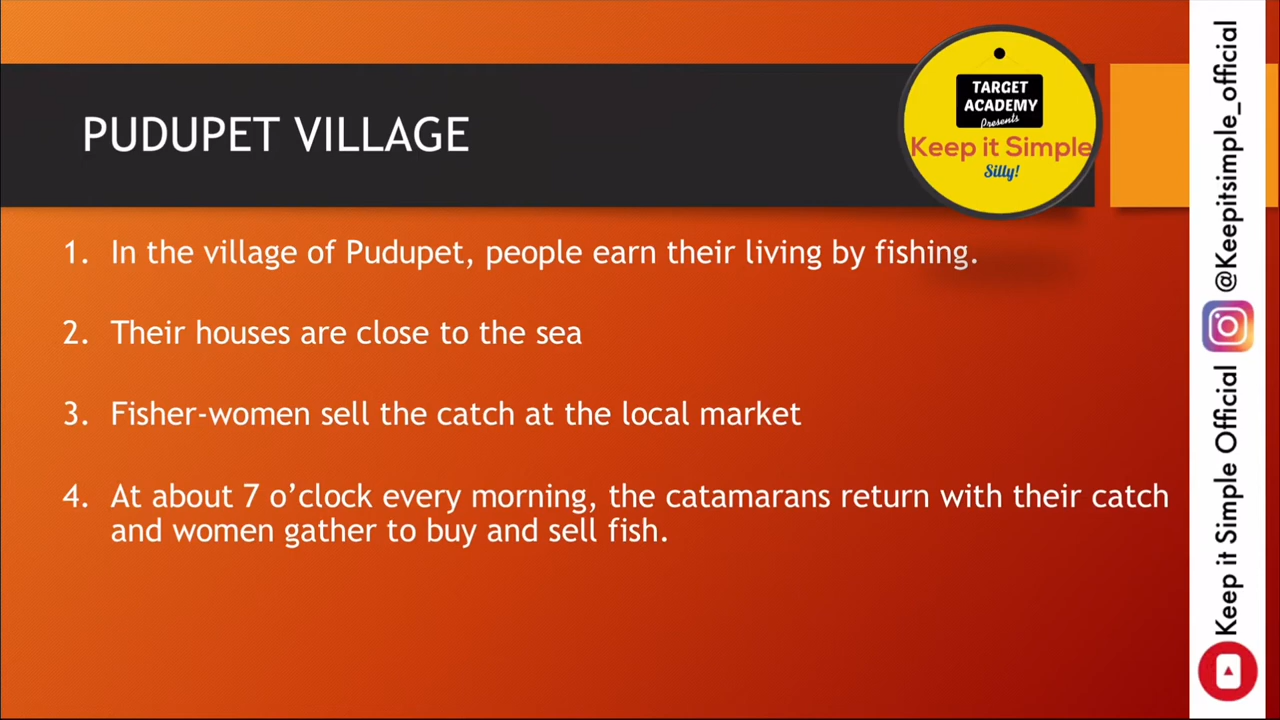 PUDUPET VILLAGE
TARGET
ACADEMY
Presents
Keep it Simple
Silly!
1. In the village of Pudupet, people earn their living by fishing.
2. Their houses are close to the sea
3. Fisher-women sell the catch at the local market
4. At about 7 o’clock every morning, the catamarans return with their catch
and women gather to buy and sell fish.
@Keepitsimple_official
Keep it Simple Official